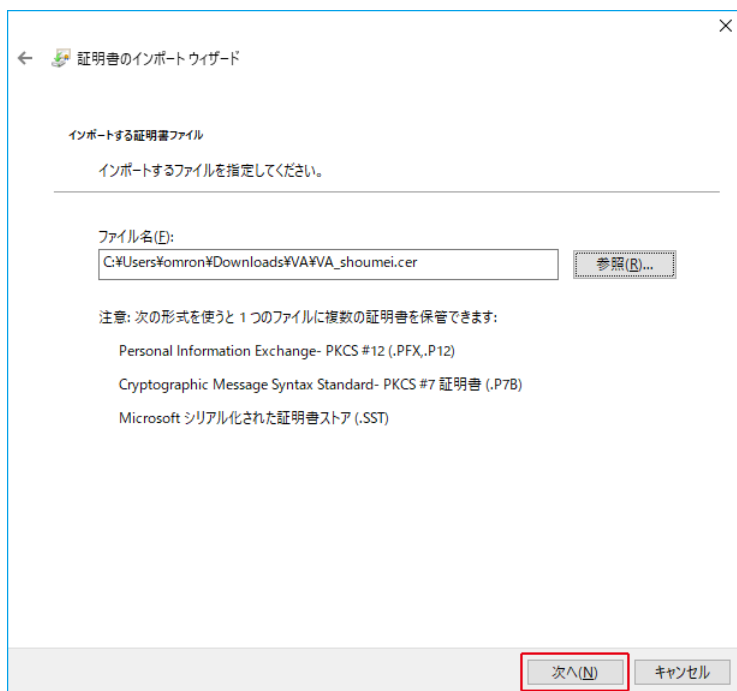 証明書のインポート ウィザード
インポートする証明書ファイル
インポートするファイルを指定してください。
ファイル名(F):
C:¥Users¥omron¥Downloads¥VA¥VA_shoumei.cer
参照(R)...
注意: 次の形式を使うと 1 つのファイルに複数の証明書を保管できます:
Personal Information Exchange- PKCS #12 (.PFX,.P12)
Cryptographic Message Syntax Standard- PKCS #7 証明書 (.P7B)
Microsoft シリアル化された証明書ストア (.SST)
次へ(N)
キャンセル